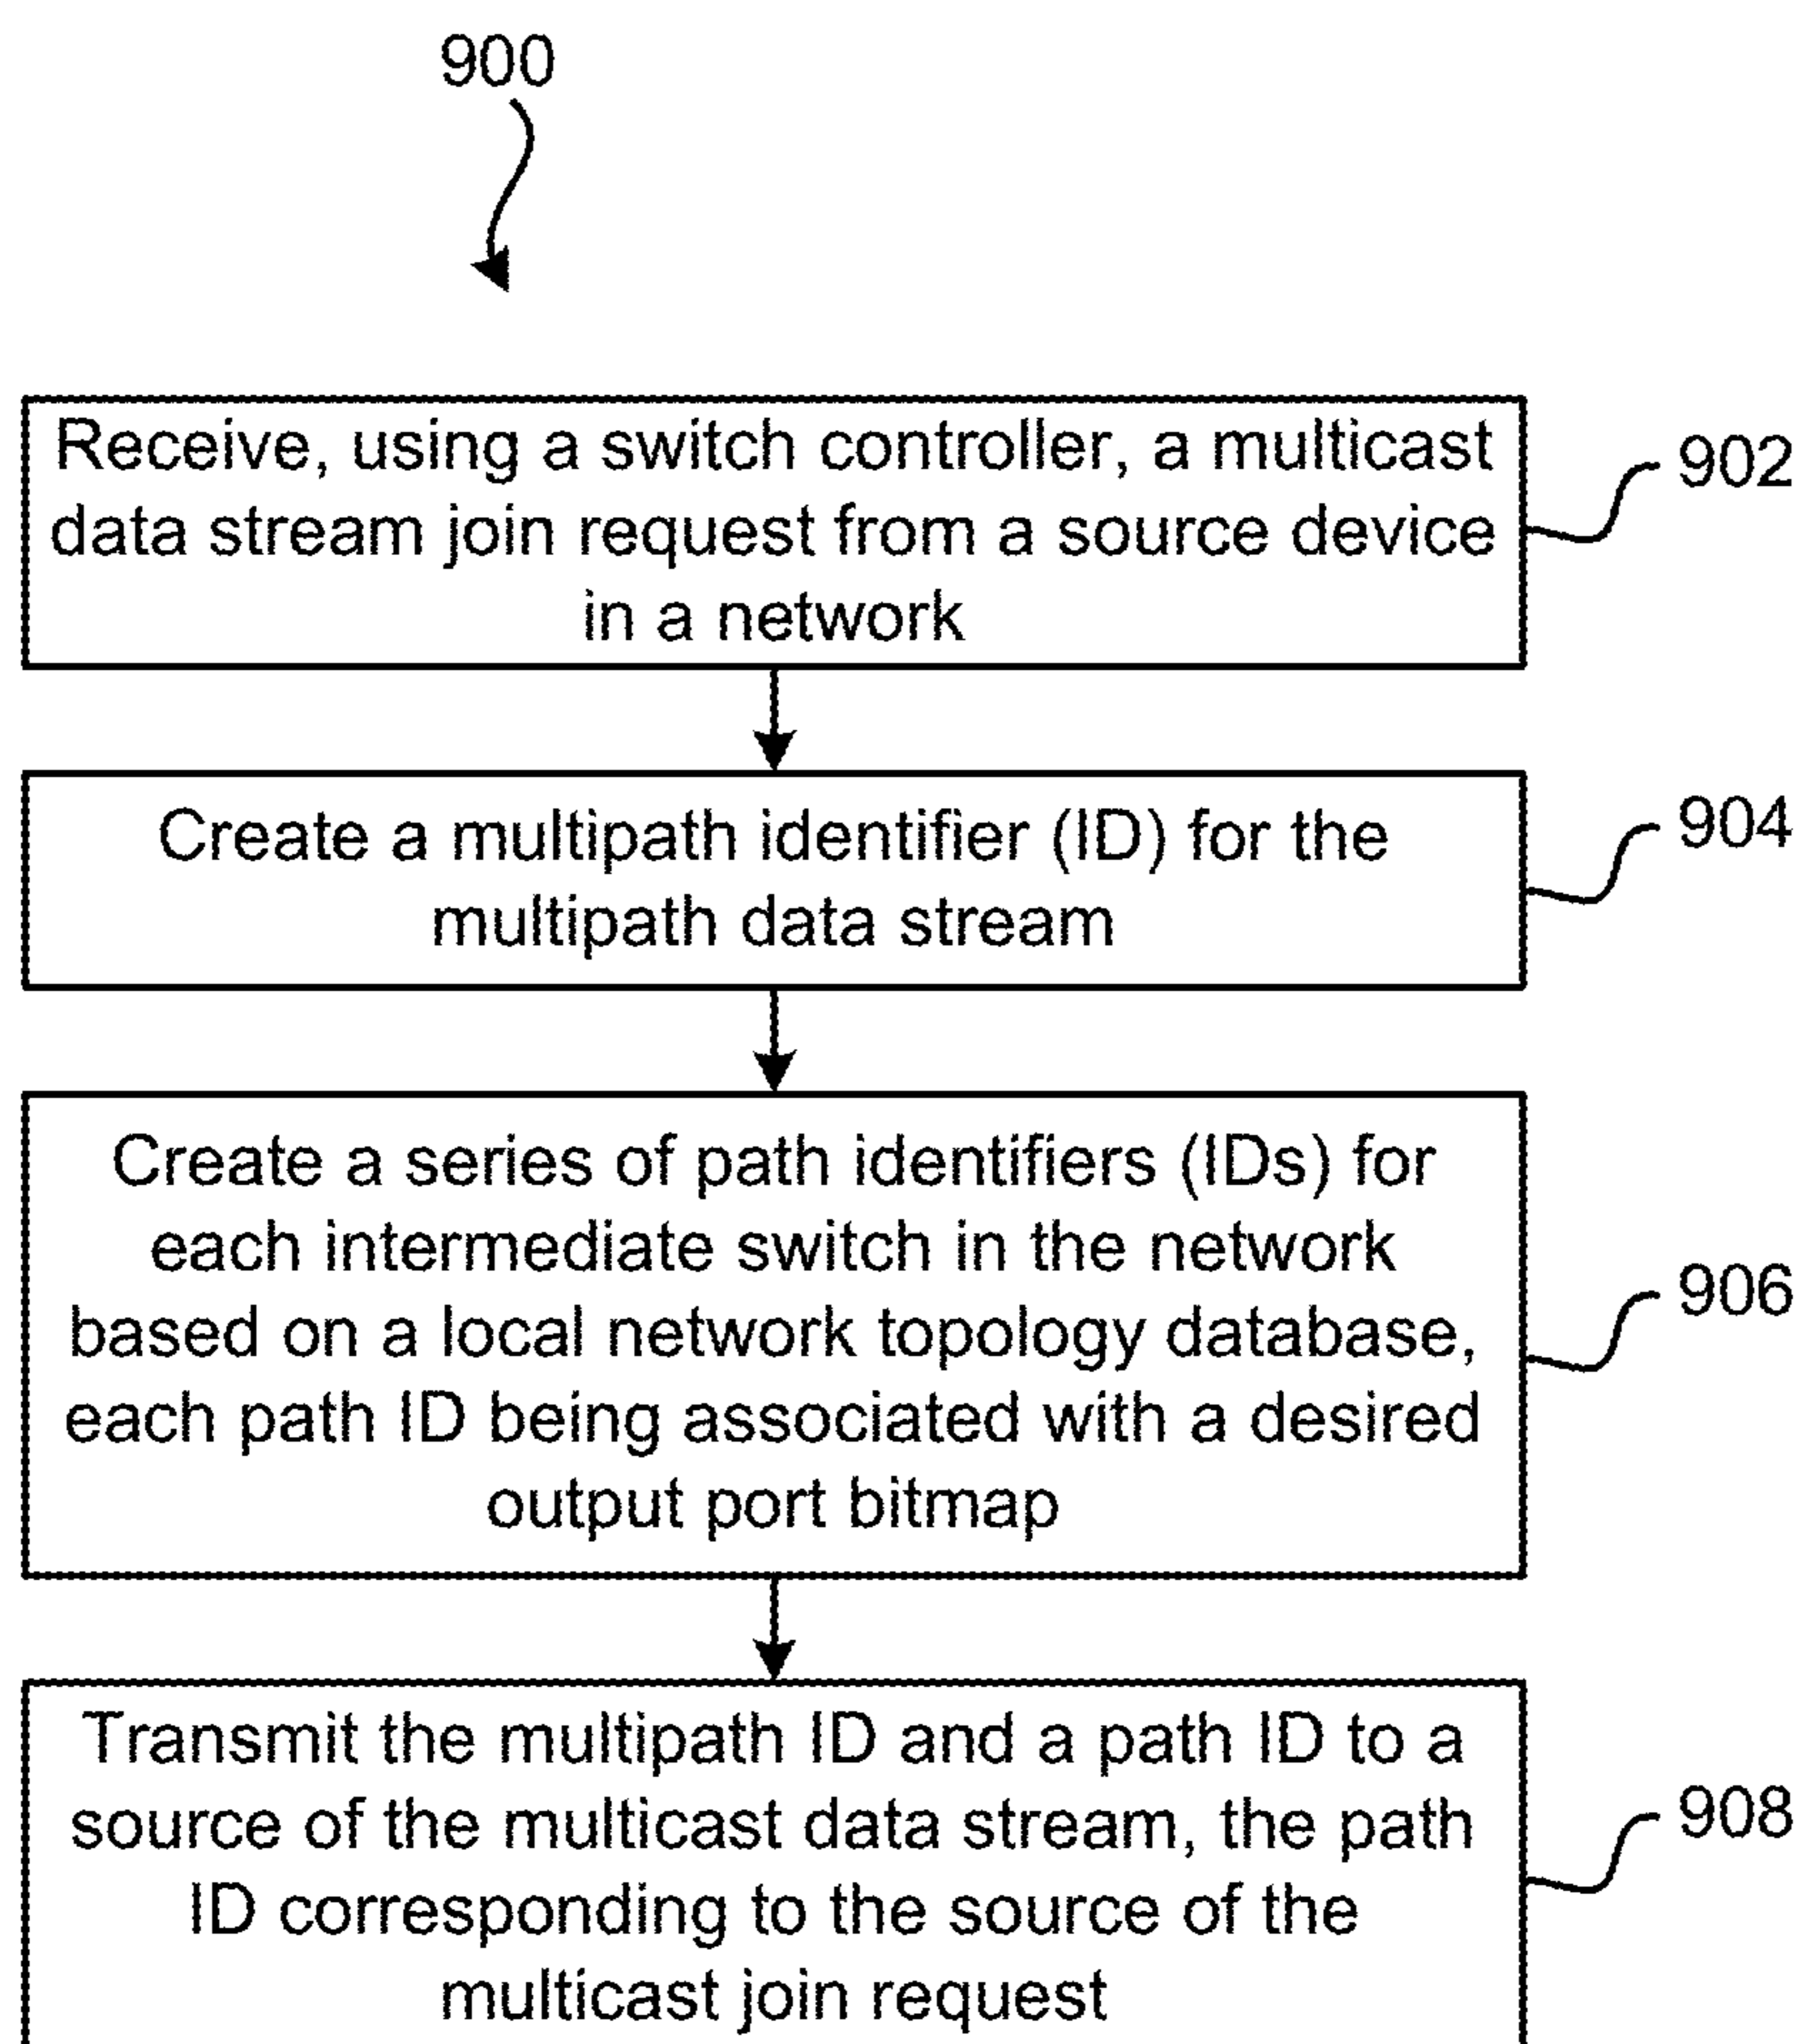 900
Receive, using a switch controller, a multicast
data stream join request from a source device
in a network
902
Create a multipath identifier (ID) for the
multipath data stream
904
Create a series of path identifiers (IDs) for
each intermediate switch in the network
based on a local network topology database,
each path ID being associated with a desired
output port bitmap
906
Transmit the multipath ID and a path ID to a
source of the multicast data stream, the path
ID corresponding to the source of the
multicast join request
908